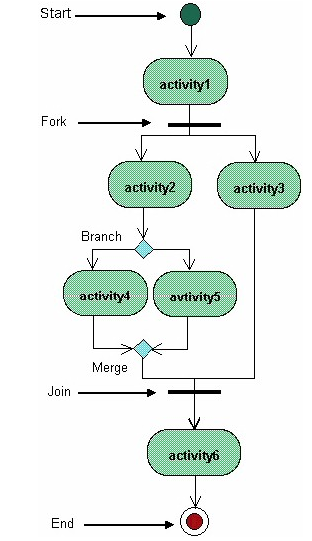 Start
activity1
Fork
activity2
activity3
Branch
activity4
avtivity5
Merge
Join
activity6
End